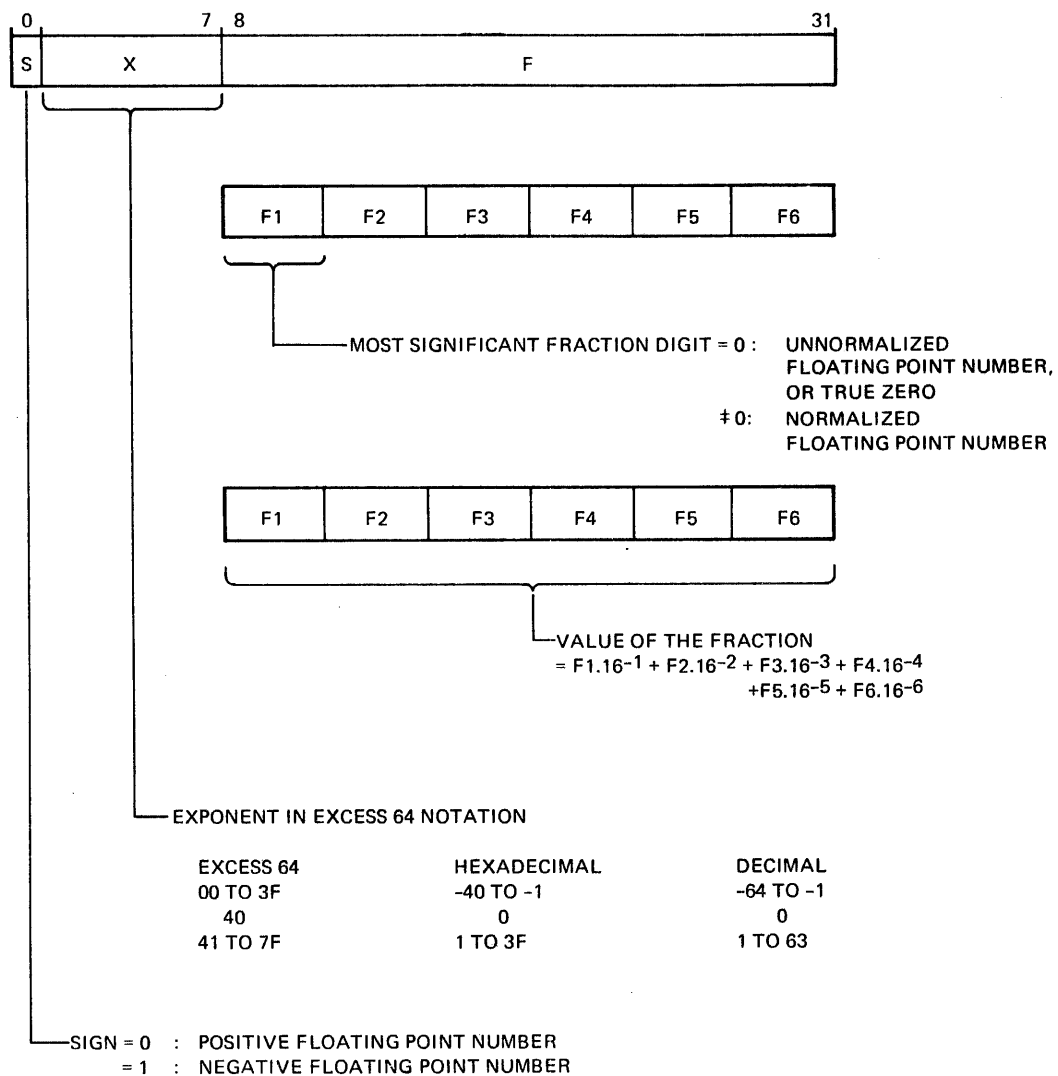 0 7 8 31
S X F
F1 F2 F3 F4 F5 F6
MOST SIGNIFICANT FRACTION DIGIT = 0 : UNNORMALIZED
FLOATING POINT NUMBER,
OR TRUE ZERO
‡ 0: NORMALIZED
FLOATING POINT NUMBER
F1 F2 F3 F4 F5 F6
VALUE OF THE FRACTION
= F1.16⁻¹ + F2.16⁻² + F3.16⁻³ + F4.16⁻⁴
+F5.16⁻⁵ + F6.16⁻⁶
EXPONENT IN EXCESS 64 NOTATION
EXCESS 64 HEXADECIMAL DECIMAL
00 TO 3F -40 TO -1 -64 TO -1
40 0 0
41 TO 7F 1 TO 3F 1 TO 63
SIGN = 0 : POSITIVE FLOATING POINT NUMBER
= 1 : NEGATIVE FLOATING POINT NUMBER